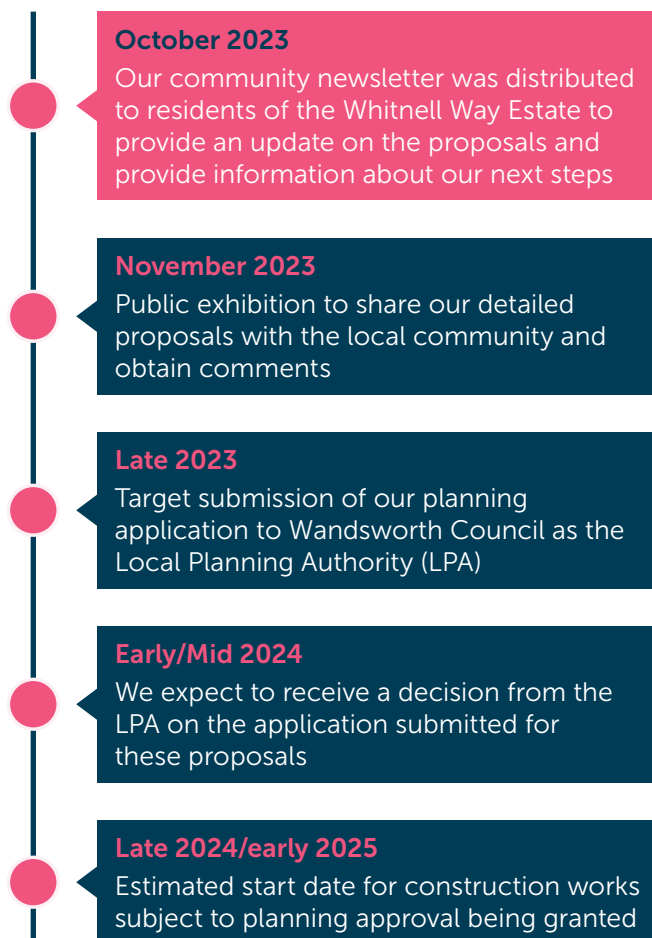 October 2023
Our community newsletter was distributed
to residents of the Whitnell Way Estate to
provide an update on the proposals and
provide information about our next steps
November 2023
Public exhibition to share our detailed
proposals with the local community and
obtain comments
Late 2023
Target submission of our planning
application to Wandsworth Council as the
Local Planning Authority (LPA)
Early/Mid 2024
We expect to receive a decision from the
LPA on the application submitted for
these proposals
Late 2024/early 2025
Estimated start date for construction works
subject to planning approval being granted